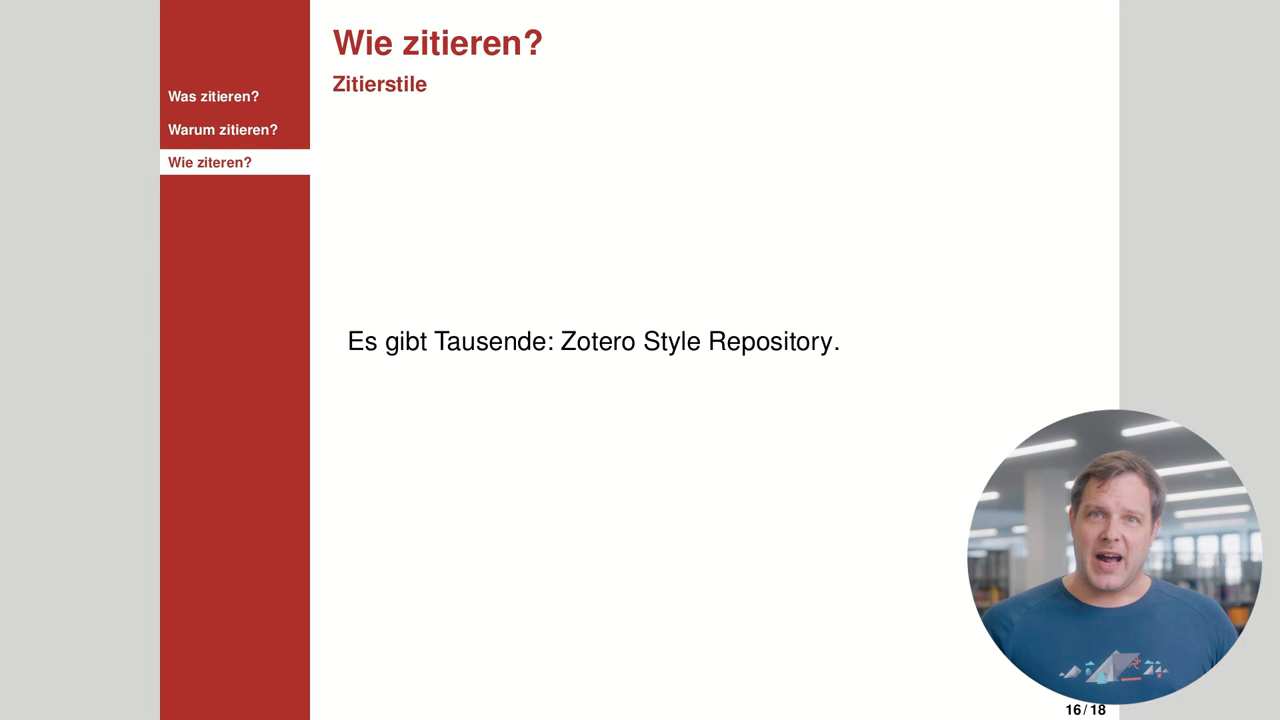 Wie zitieren?
Zitierstile
Was zitieren?
Warum zitieren?
Wie ziteren?
Es gibt Tausende: Zotero Style Repository.
16 / 18